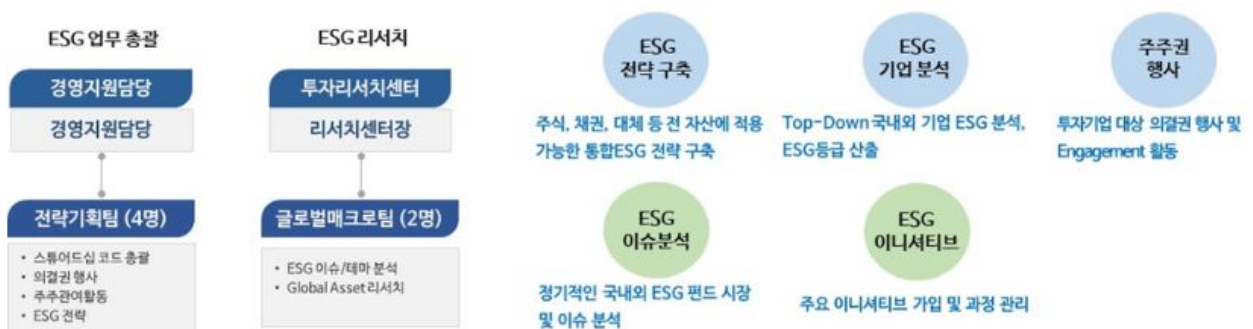 ESG 업무 총괄
경영지원담당
경영지원담당
전략기획팀 (4명)
• 스튜어드십 코드 총괄
• 의결권 행사
• 주주관여활동
• ESG 전략
ESG 리서치
투자리서치센터
리서치센터장
글로벌매크로팀 (2명)
• ESG 이슈/테마 분석
• Global Asset 리서치
ESG
전략 구축
주식, 채권, 대체 등 전 자산에 적용
가능한 통합ESG 전략 구축
ESG
기업 분석
Top-Down 국내외 기업 ESG 분석,
ESG등급 산출
주주권
행사
투자기업 대상 의결권 행사 및
Engagement 활동
ESG
이슈분석
정기적인 국내외 ESG 펀드 시장
및 이슈 분석
ESG
이니셔티브
주요 이니셔티브 가입 및 과정 관리